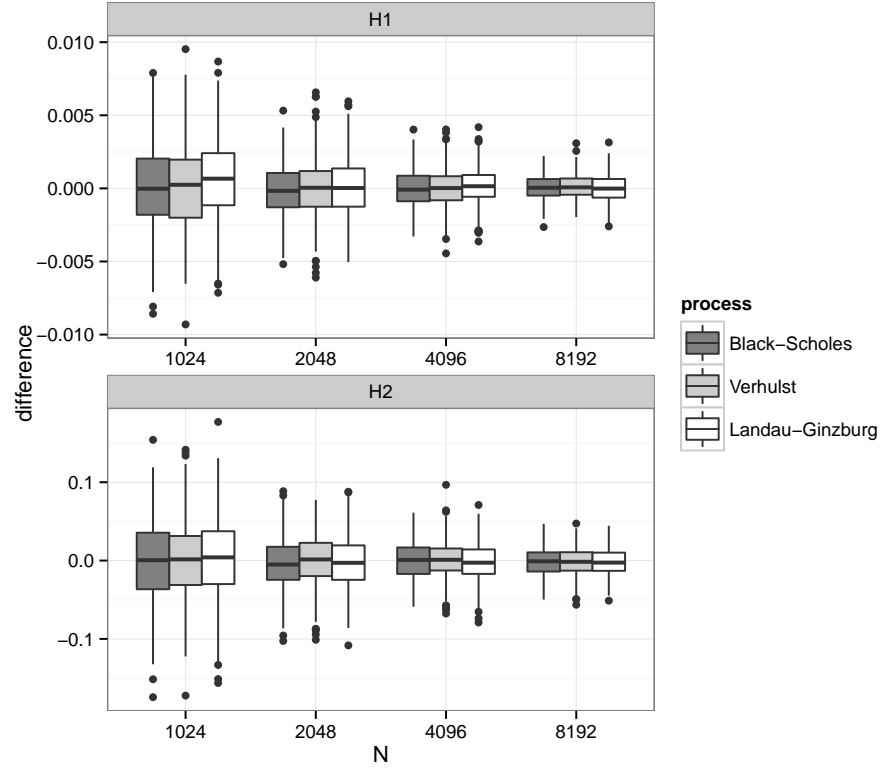 H1
0.010
0.005
0.000
−0.005
−0.010
1024 2048 4096 8192
difference
H2
0.1
0.0
−0.1
1024 2048 4096 8192
N
process
Black−Scholes
Verhulst
Landau−Ginzburg